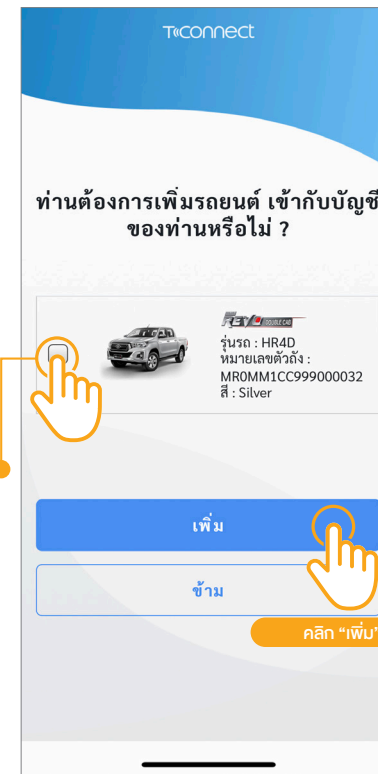 T-CONNECT
ท่านต้องการเพิ่มรถยนต์ เข้ากับบัญชี
ของท่านหรือไม่ ?
REVO DOUBLE CAB
รุ่นรถ : HR4D
หมายเลขตัวถัง :
MR0MM1CC999000032
สี : Silver
เพิ่ม
ข้าม
คลิก “เพิ่ม”